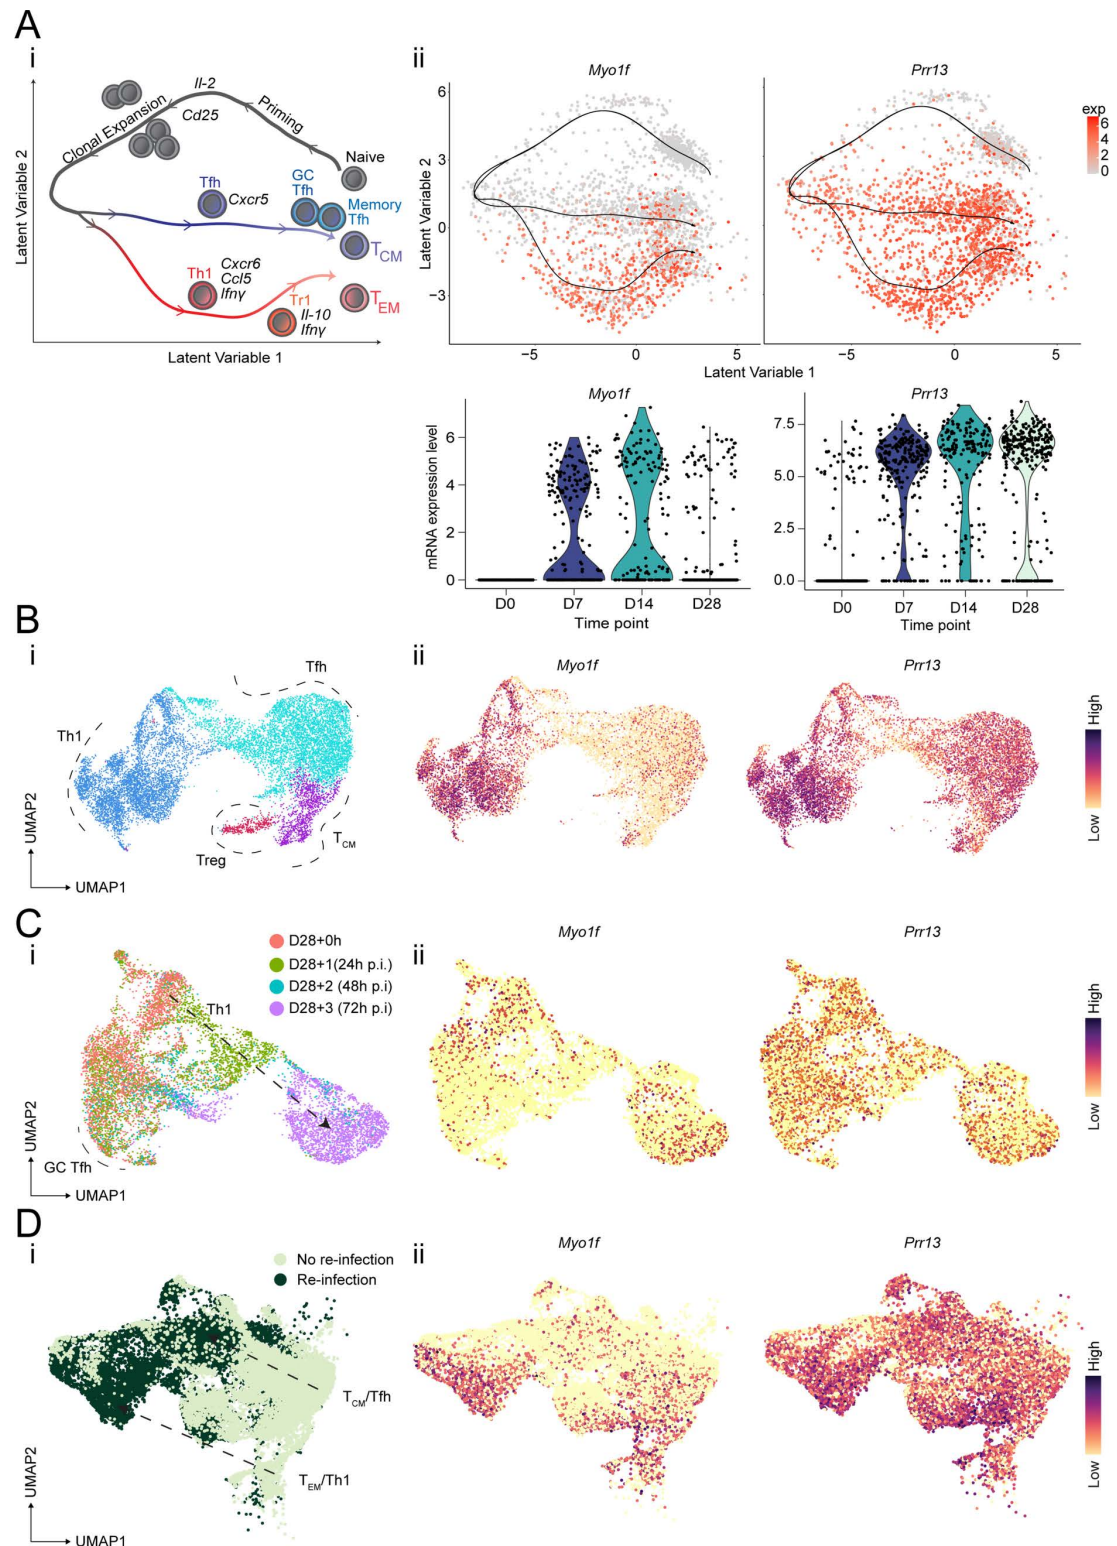 A
i
ii
Il-2
Cd25
Clonal Expansion
Priming
Naive
Tfh
Cxcr5
GC
Tfh
Memory
Tfh
TCM
Th1
Cxcr6
Ccl5
Ifnγ
Tr1
Il-10
Ifnγ
TEM
Latent Variable 2
Latent Variable 1
Myo1f
Prr13
6
3
0
−3
Latent Variable 2
−5
0
5
−5
0
5
Latent Variable 1
exp
6
4
2
0
Myo1f
Prr13
mRNA expression level
6
4
2
0
D0
D7
D14
D28
Time point
7.5
5.0
2.5
0.0
D0
D7
D14
D28
Time point
B
i
ii
Th1
Tfh
Treg
TCM
UMAP2
UMAP1
Myo1f
Prr13
High
Low
C
i
ii
D28+0h
D28+1(24h p.i.)
D28+2 (48h p.i)
D28+3 (72h p.i)
Th1
GC Tfh
UMAP2
UMAP1
Myo1f
Prr13
High
Low
D
i
ii
No re-infection
Re-infection
TCM/Tfh
TEM/Th1
UMAP2
UMAP1
Myo1f
Prr13
High
Low